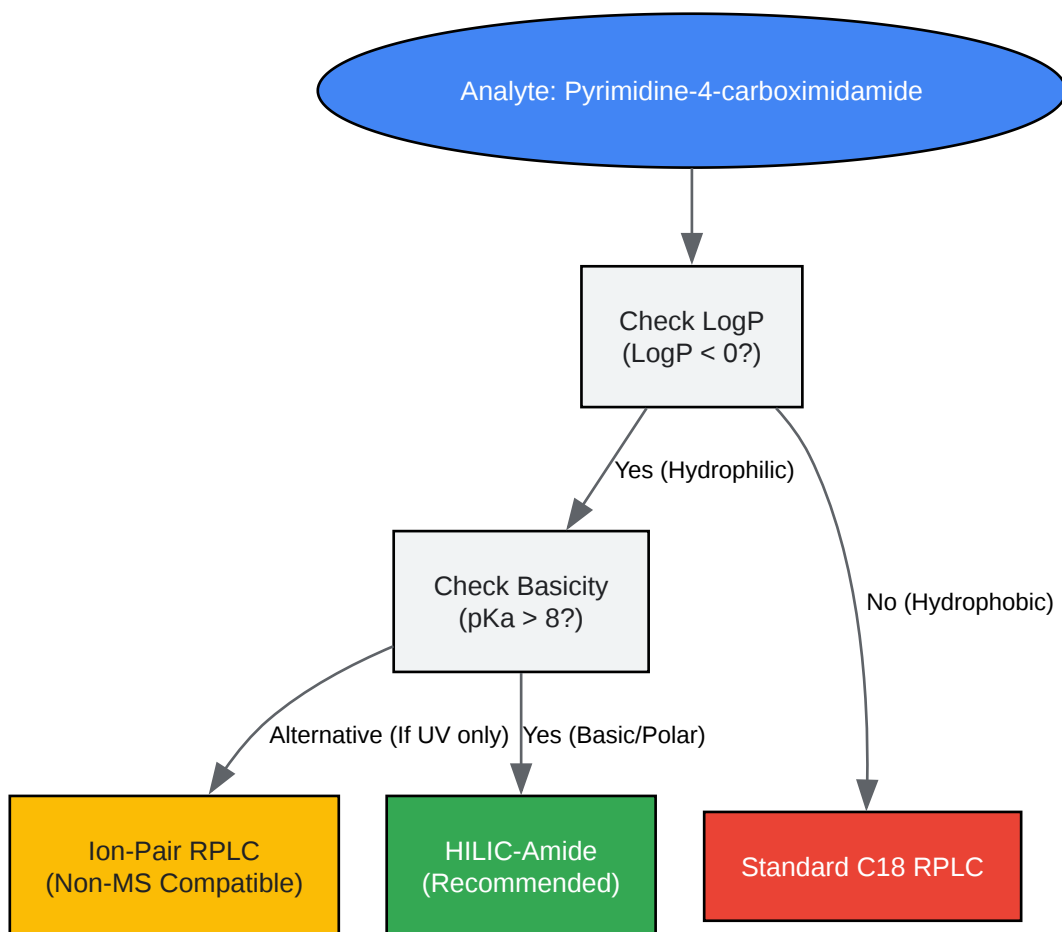 Analyte: Pyrimidine-4-carboximidamide
Check LogP
(LogP < 0?)
Yes (Hydrophilic)
Check Basicity
(pKa > 8?)
No (Hydrophobic)
Alternative (If UV only)
Yes (Basic/Polar)
Ion-Pair RPLC
(Non-MS Compatible)
HILIC-Amide
(Recommended)
Standard C18 RPLC